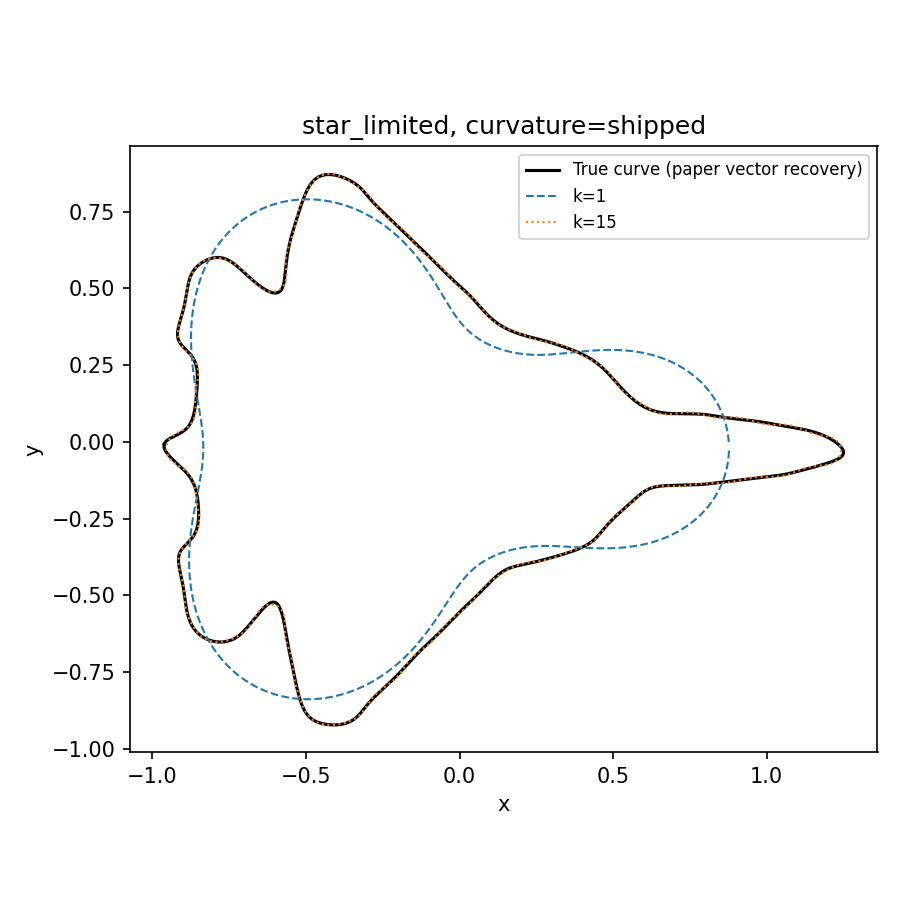 star_limited, curvature=shipped
True curve (paper vector recovery)
k=1
k=15
0.75
0.50
0.25
0.00
−0.25
−0.50
−0.75
−1.00
y
−1.0
−0.5
0.0
0.5
1.0
x